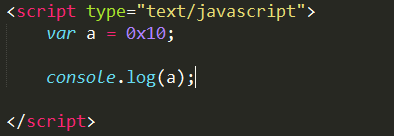 <script type="text/javascript">
var a = 0x10;
console.log(a);
</script>